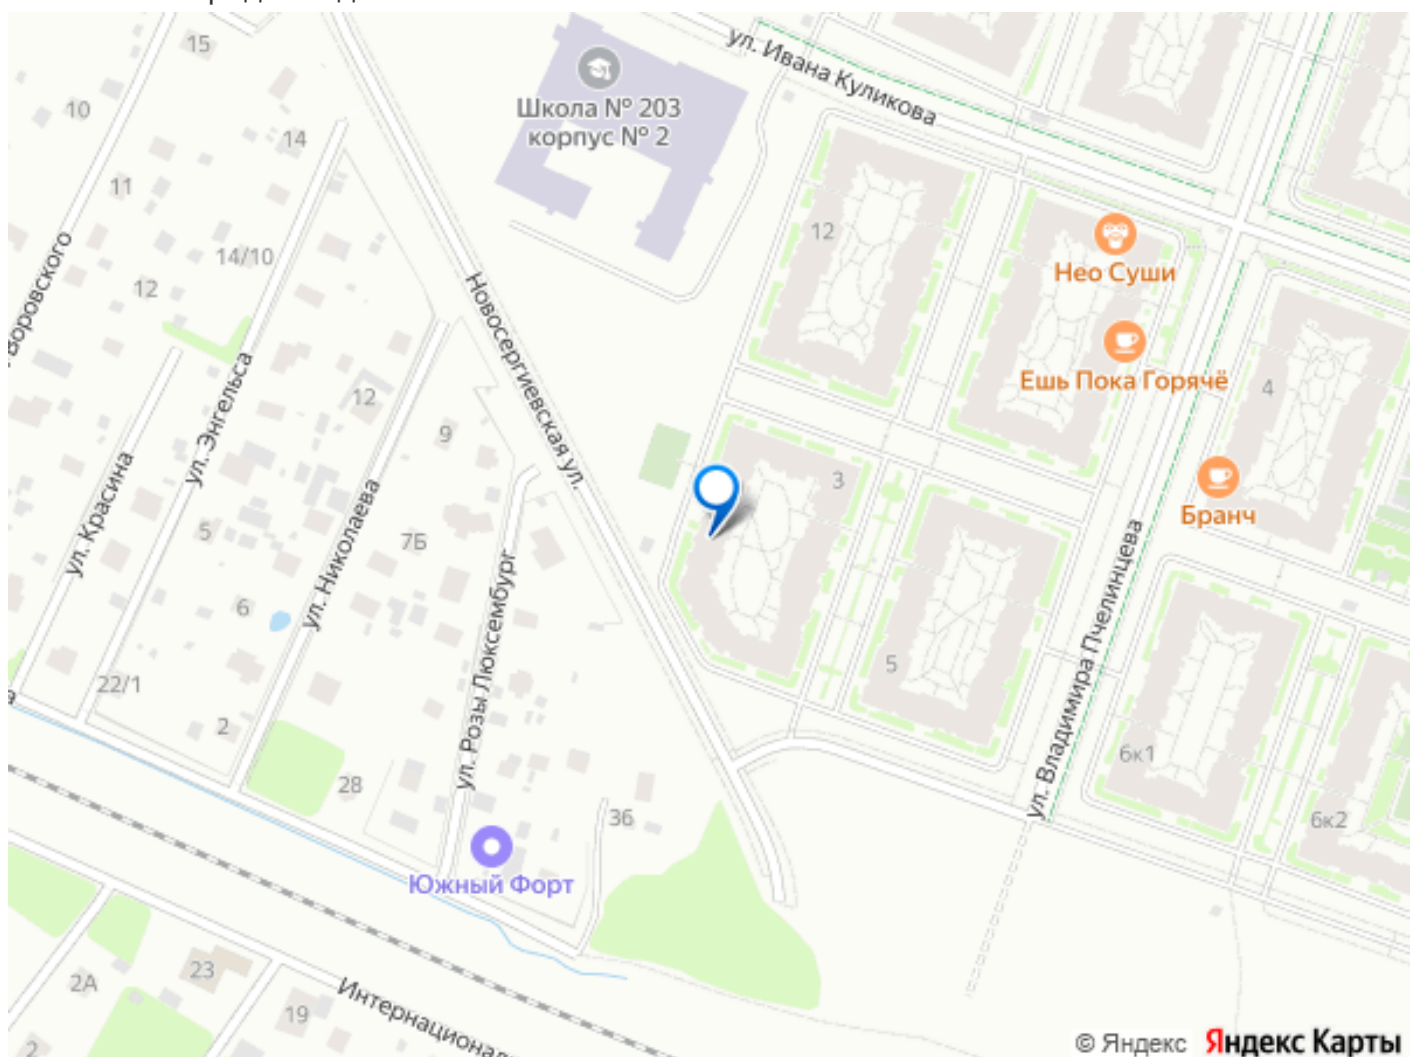 15
ул. Ивана Куликова
Школа № 203
корпус № 2
10
14
11
12
Воровского
14/10
Нео Суши
12
Новосергиевская ул.
Ешь Пока Горячё
4
ул. Энгельса
12
9
3
Бранч
ул. Красина
5
7Б
ул. Николаева
ул. Розы Люксембург
ул. Владимира Пчелинцева
6
5
22/1
2
6к1
28
36
6к2
Южный Форт
23
2А
19
Интернационал
2
© Яндекс Яндекс Карты